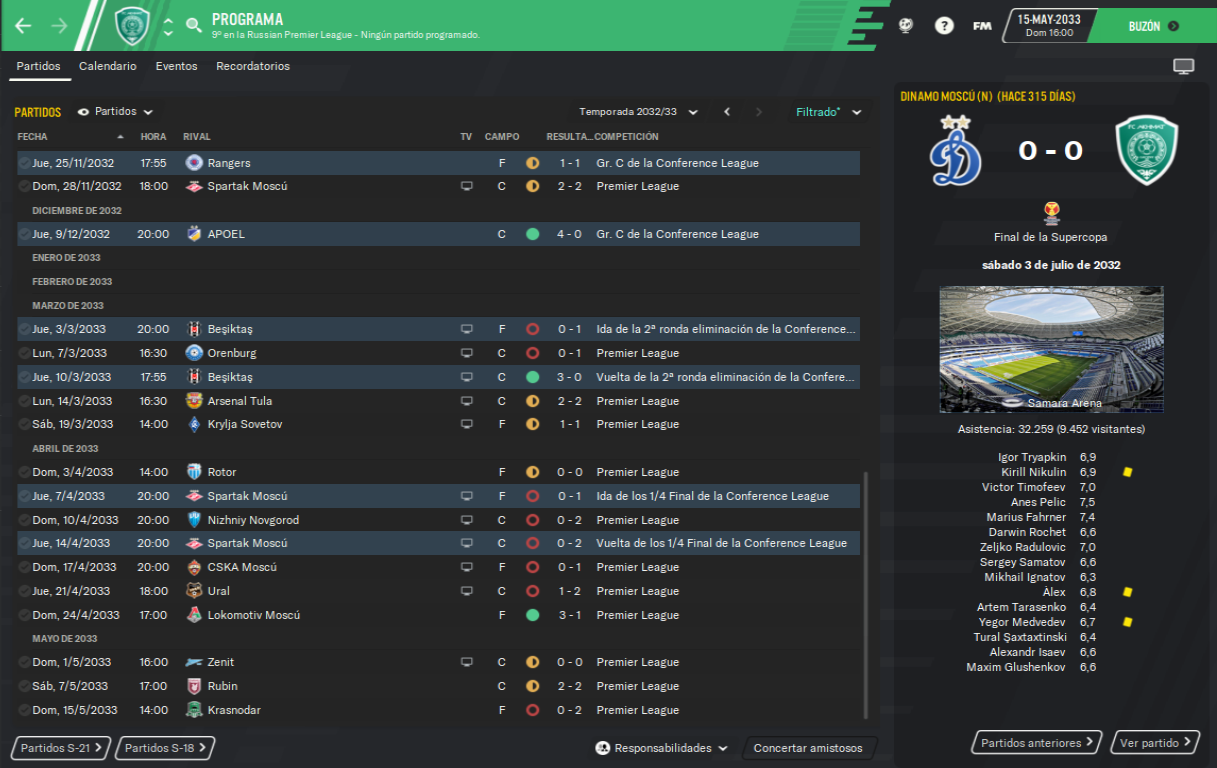 PROGRAMA
9º en la Russian Premier League - Ningún partido programado.
? FM 15-MAY-2033 Dom 16:00 BUZÓN
Partidos Calendario Eventos Recordatorios
PARTIDOS Partidos Temporada 2032/33 Filtrado*
FECHA HORA RIVAL TV CAMPO RESULTA... COMPETICIÓN
Jue, 25/11/2032 17:55 Rangers F 1 - 1 Gr. C de la Conference League
Dom, 28/11/2032 18:00 Spartak Moscú C 2 - 2 Premier League
DICIEMBRE DE 2032
Jue, 9/12/2032 20:00 APOEL C 4 - 0 Gr. C de la Conference League
ENERO DE 2033
FEBRERO DE 2033
MARZO DE 2033
Jue, 3/3/2033 20:00 Beşiktaş F 0 - 1 Ida de la 2ª ronda eliminación de la Conference...
Lun, 7/3/2033 16:30 Orenburg C 0 - 1 Premier League
Jue, 10/3/2033 17:55 Beşiktaş C 3 - 0 Vuelta de la 2ª ronda eliminación de la Confere...
Lun, 14/3/2033 16:30 Arsenal Tula C 2 - 2 Premier League
Sáb, 19/3/2033 14:00 Krylja Sovetov F 1 - 1 Premier League
ABRIL DE 2033
Dom, 3/4/2033 14:00 Rotor F 0 - 0 Premier League
Jue, 7/4/2033 20:00 Spartak Moscú F 0 - 1 Ida de los 1/4 Final de la Conference League
Dom, 10/4/2033 20:00 Nizhniy Novgorod C 0 - 2 Premier League
Jue, 14/4/2033 20:00 Spartak Moscú C 0 - 2 Vuelta de los 1/4 Final de la Conference League
Dom, 17/4/2033 20:00 CSKA Moscú F 0 - 1 Premier League
Jue, 21/4/2033 18:00 Ural C 1 - 2 Premier League
Dom, 24/4/2033 17:00 Lokomotiv Moscú F 3 - 1 Premier League
MAYO DE 2033
Dom, 1/5/2033 16:00 Zenit C 0 - 0 Premier League
Sáb, 7/5/2033 17:00 Rubin C 2 - 2 Premier League
Dom, 15/5/2033 14:00 Krasnodar F 0 - 2 Premier League
Partidos S-21 Partidos S-18 Responsabilidades Concertar amistosos
DINAMO MOSCÚ (N) (HACE 315 DÍAS)
0 - 0
FC AKHMAT
Final de la Supercopa
sábado 3 de julio de 2032
Samara Arena
Asistencia: 32.259 (9.452 visitantes)
Igor Tryapkin 6,9
Kirill Nikulin 6,9
Victor Timofeev 7,0
Anes Pelic 7,5
Marius Fahrner 7,4
Darwin Rochet 6,6
Zeljko Radulovic 7,0
Sergey Samatov 6,6
Mikhail Ignatov 6,3
Àlex 6,8
Artem Tarasenko 6,4
Yegor Medvedev 6,7
Tural Şaxtaxtinski 6,4
Alexandr Isaev 6,6
Maxim Glushenkov 6,6
Partidos anteriores Ver partido